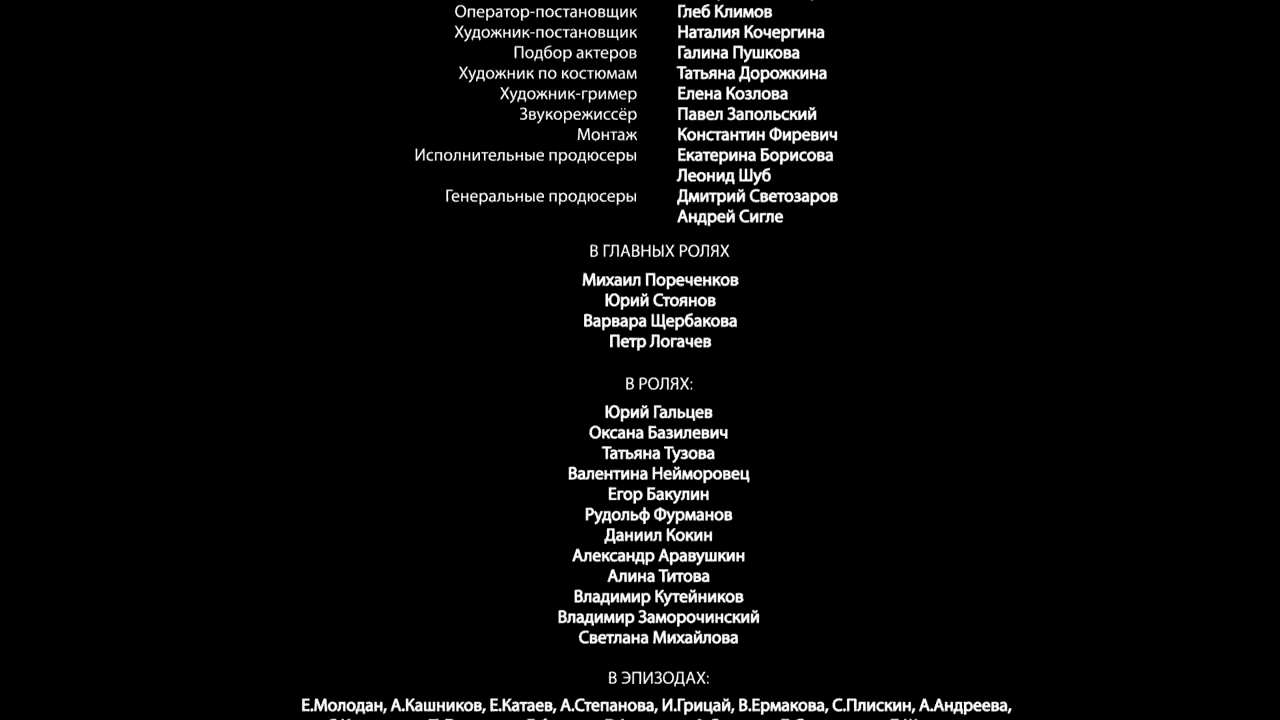 Оператор-постановщик Глеб Климов
Художник-постановщик Наталия Кочергина
Подбор актеров Галина Пушкова
Художник по костюмам Татьяна Дорожкина
Художник-гример Елена Козлова
Звукорежиссёр Павел Запольский
Монтаж Константин Фиревич
Исполнительные продюсеры Екатерина Борисова
Леонид Шуб
Генеральные продюсеры Дмитрий Светозаров
Андрей Сигле
В ГЛАВНЫХ РОЛЯХ
Михаил Пореченков
Юрий Стоянов
Варвара Щербакова
Петр Логачев
В РОЛЯХ:
Юрий Гальцев
Оксана Базилевич
Татьяна Тузова
Валентина Нейморовец
Егор Бакулин
Рудольф Фурманов
Даниил Кокин
Александр Аравушкин
Алина Титова
Владимир Кутейников
Владимир Заморочинский
Светлана Михайлова
В ЭПИЗОДАХ:
Е.Молодан, А.Кашников, Е.Катаев, А.Степанова, И.Грицай, В.Ермакова, С.Плискин, А.Андреева,